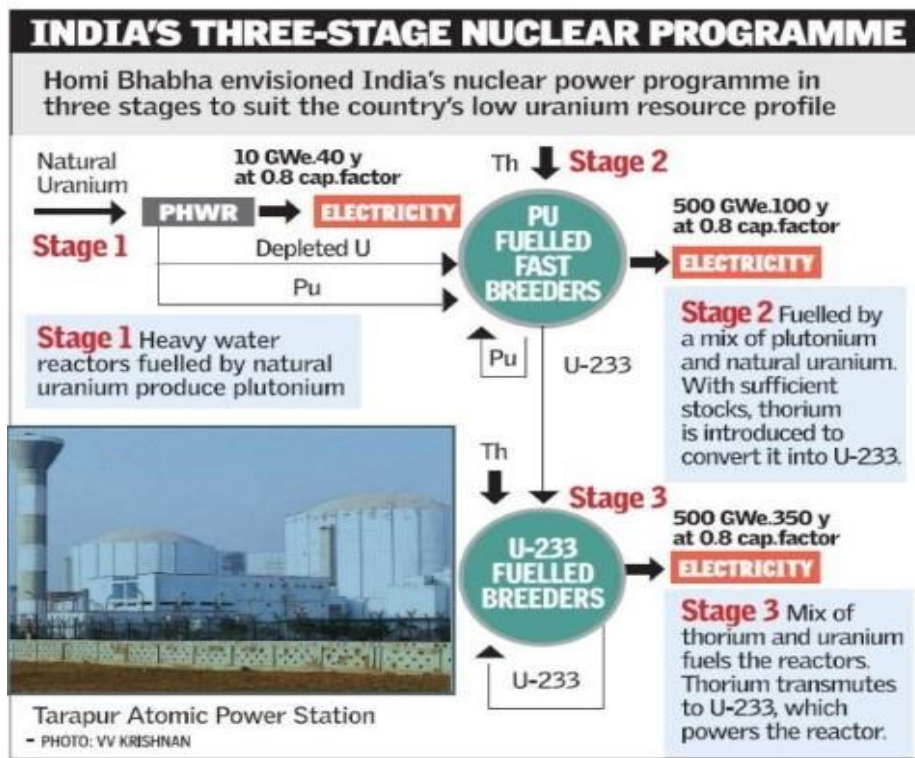 INDIA'S THREE-STAGE NUCLEAR PROGRAMME
Homi Bhabha envisioned India's nuclear power programme in
three stages to suit the country's low uranium resource profile
Natural
Uranium
Stage 1
PHWR
10 GWe.40 y
at 0.8 cap.factor
ELECTRICITY
Depleted U
Pu
Th
Stage 2
PU
FUELLED
FAST
BREEDERS
500 GWe.100 y
at 0.8 cap.factor
ELECTRICITY
Stage 1 Heavy water
reactors fuelled by natural
uranium produce plutonium
Pu
U-233
Stage 2 Fuelled by
a mix of plutonium
and natural uranium.
With sufficient
stocks, thorium
is introduced to
convert it into U-233.
Th
Stage 3
U-233
FUELLED
BREEDERS
500 GWe.350 y
at 0.8 cap.factor
ELECTRICITY
U-233
Stage 3 Mix of
thorium and uranium
fuels the reactors.
Thorium transmutes
to U-233, which
powers the reactor.
Tarapur Atomic Power Station
- PHOTO: VV KRISHNAN